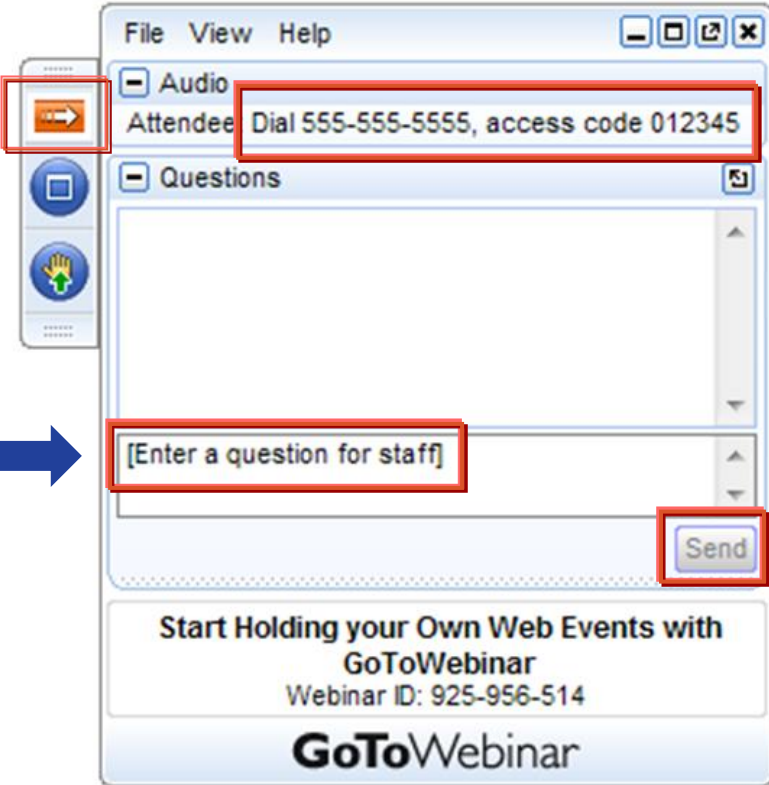 File View Help
Audio
Attendee: Dial 555-555-5555, access code 012345
Questions
[Enter a question for staff]
Send
Start Holding your Own Web Events with
GoToWebinar
Webinar ID: 925-956-514
GoToWebinar